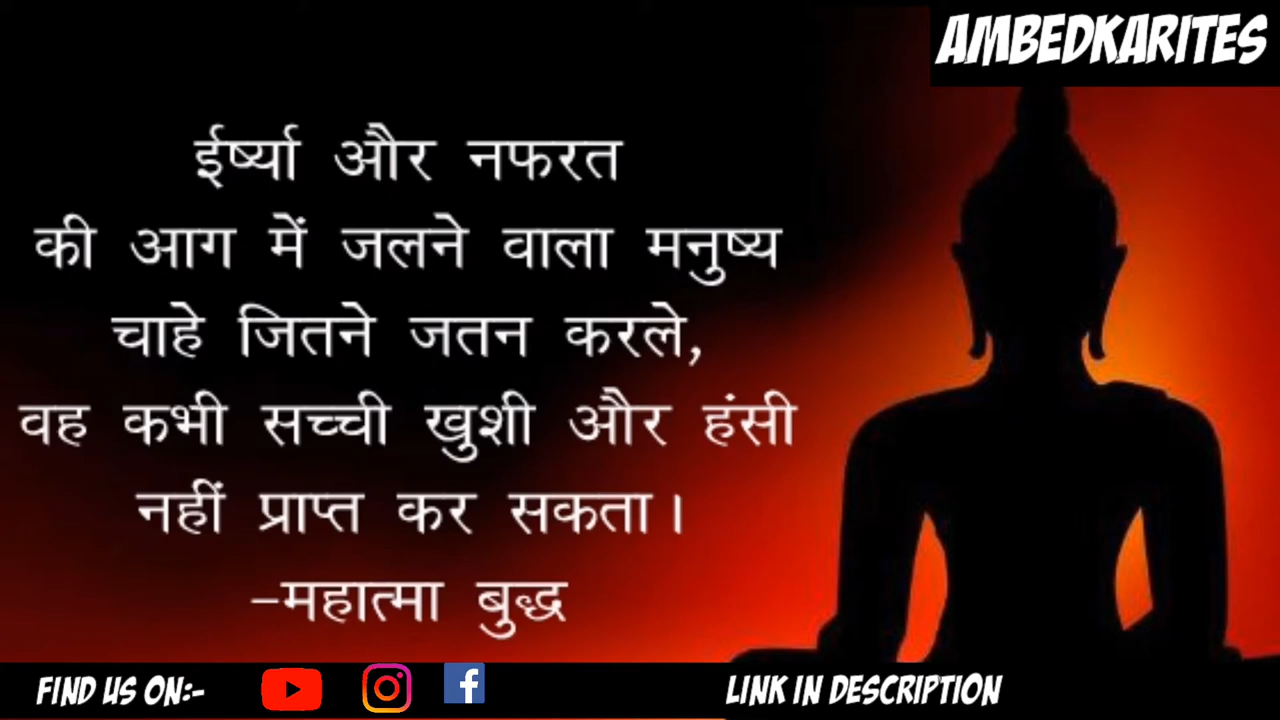 AMBEDKARITES
ईर्ष्या और नफरत
की आग में जलने वाला मनुष्य
चाहे जितने जतन करले,
वह कभी सच्ची खुशी और हंसी
नहीं प्राप्त कर सकता।
-महात्मा बुद्ध
FIND US ON:- LINK IN DESCRIPTION